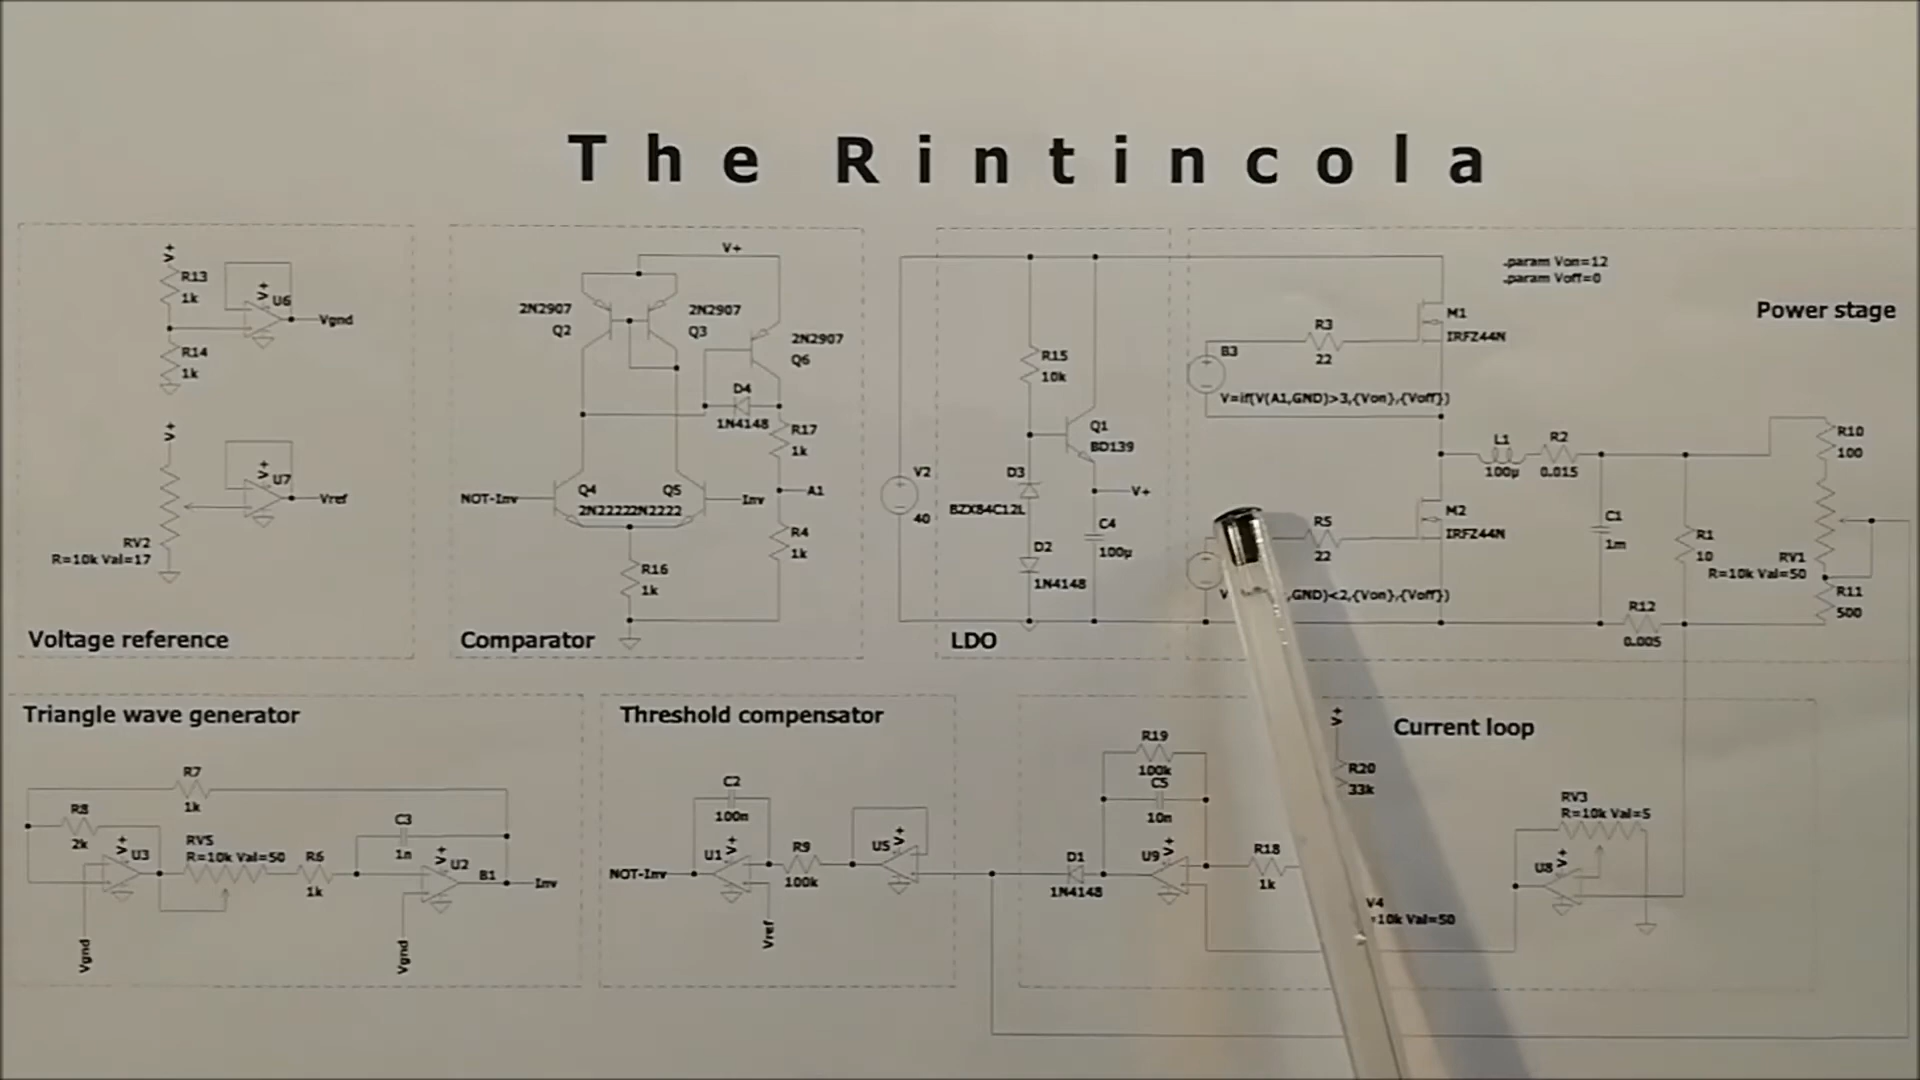 The Rintincola
V+
R13
1k
V+
U6
Vgnd
R14
1k
V+
V+
U7
Vref
RV2
R=10k Val=17
Voltage reference
V+
2N2907
Q2
2N2907
Q3
2N2907
Q6
D4
1N4148
R17
1k
NOT-Inv
Q4
Q5
2N22222N2222
Inv
A1
R16
1k
R4
1k
Comparator
V2
40
R15
10k
Q1
BD139
D3
BZX84C12L
V+
C4
100µ
D2
1N4148
LDO
.param Von=12
.param Voff=0
Power stage
M1
IRFZ44N
R3
22
B3
V=if(V(A1,GND)>3,{Von},{Voff})
L1
100µ
R2
0.015
R10
100
M2
IRFZ44N
R5
22
,GND)<2,{Von},{Voff})
C1
1m
R1
10
RV1
R=10k Val=50
R11
500
R12
0.005
Triangle wave generator
R7
1k
R8
2k
V+
U3
RV5
R=10k Val=50
R6
1k
C3
1n
V+
U2
B1
Inv
Vgnd
Vgnd
Threshold compensator
C2
100n
V+
U1
NOT-Inv
R9
100k
V+
U5
Vref
Current loop
R19
100k
C5
10n
D1
1N4148
V+
U9
R18
1k
V+
R20
33k
V4
=10k Val=50
RV3
R=10k Val=5
V+
U8